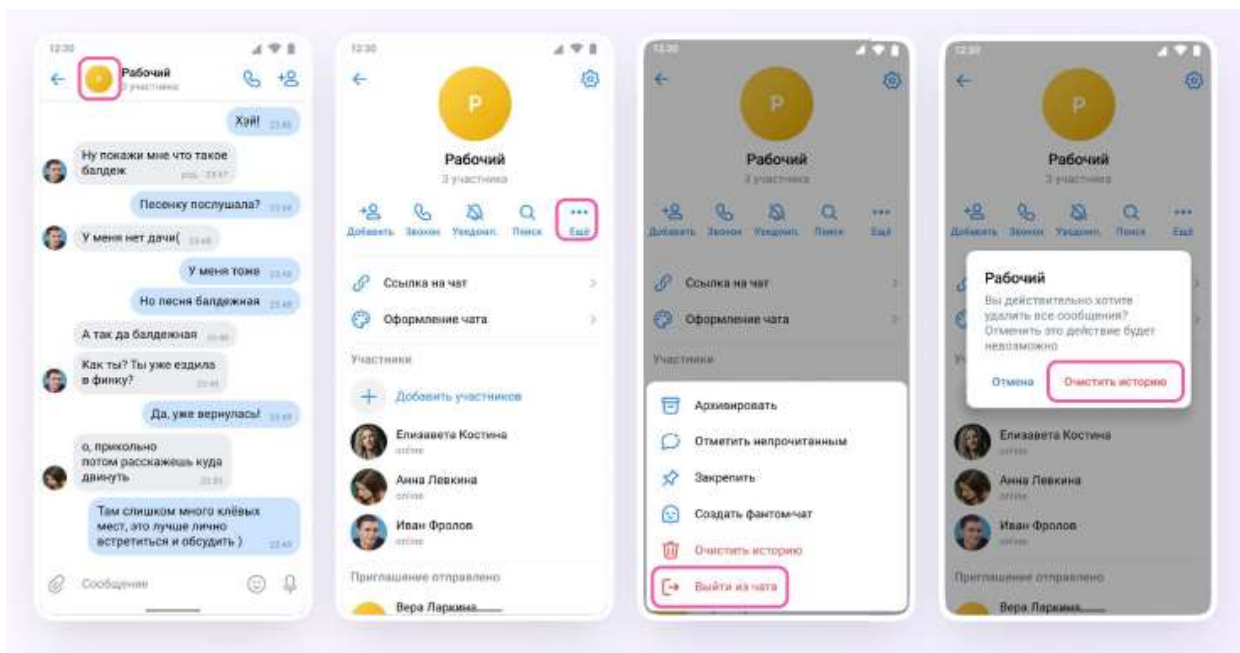 12:30
Рабочий
3 участника
Хэй! 23:46
Ну покажи мне что такое
балдеж
Песенку послушала?
У меня нет дачи(
У меня тоже
Но песня балдежная
А так да балдежная
Как ты? Ты уже ездила
в финку?
Да, уже вернулась!
о, прикольно
потом расскажешь куда
двинуть
Там слишком много клёвых
мест, это лучше лично
встретиться и обсудить )
Сообщение
12:30
Р
Рабочий
3 участника
Добавить Звонок Уведомл. Поиск Ещё
Ссылка на чат
Оформление чата
Участники
Добавить участников
Елизавета Костина
online
Анна Левкина
online
Иван Фролов
online
Приглашение отправлено
Вера Ларкина
12:30
Р
Рабочий
3 участника
Добавить Звонок Уведомл. Поиск Ещё
Ссылка на чат
Оформление чата
Участники
Архивировать
Отметить непрочитанным
Закрепить
Создать фантом-чат
Очистить историю
Выйти из чата
12:30
Р
Рабочий
3 участника
Добавить Звонок Уведомл. Поиск Ещё
Рабочий
Вы действительно хотите
удалить все сообщения?
Отменить это действие будет
невозможно
Отмена Очистить историю
Елизавета Костина
online
Анна Левкина
online
Иван Фролов
online
Приглашение отправлено
Вера Ларкина